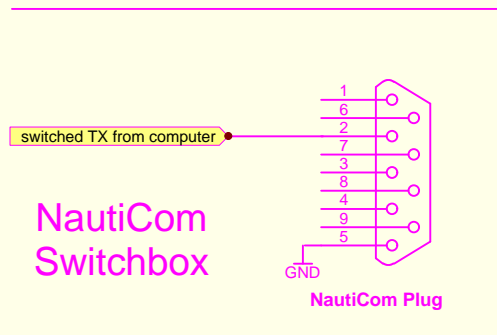 1
6
switched TX from computer 2
7
3
8
4
9
5
NautiCom
Switchbox
GND
NautiCom Plug